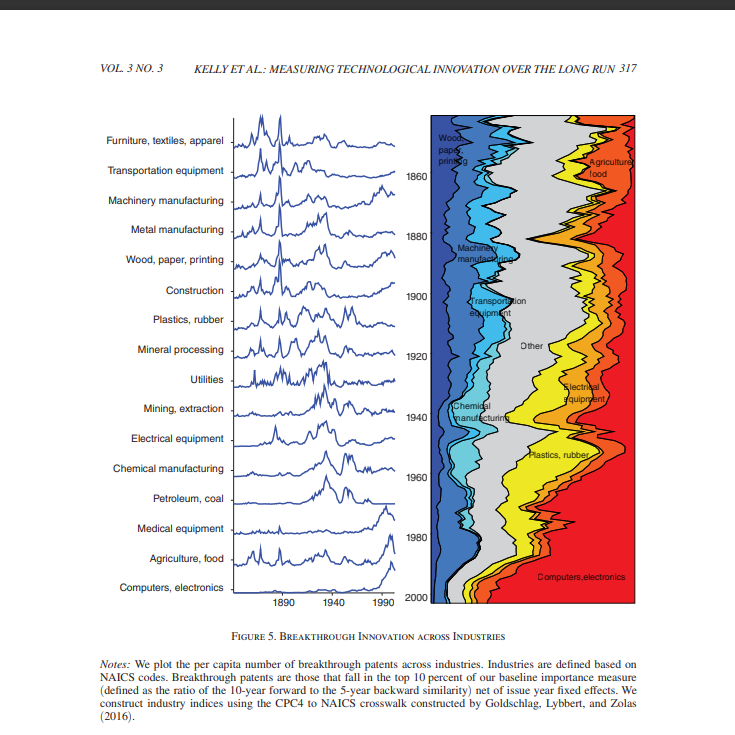 VOL. 3 NO. 3 KELLY ET AL.: MEASURING TECHNOLOGICAL INNOVATION OVER THE LONG RUN 317
Furniture, textiles, apparel
Transportation equipment
Machinery manufacturing
Metal manufacturing
Wood, paper, printing
Construction
Plastics, rubber
Mineral processing
Utilities
Mining, extraction
Electrical equipment
Chemical manufacturing
Petroleum, coal
Medical equipment
Agriculture, food
Computers, electronics
1890 1940 1990
1860
1880
1900
1920
1940
1960
1980
2000
Wood,
paper,
printing
Agriculture,
food
Machinery
manufacturing
Transportation
equipment
Other
Electrical
equipment
Chemical
manufacturing
Plastics, rubber
Computers,electronics
FIGURE 5. BREAKTHROUGH INNOVATION ACROSS INDUSTRIES
Notes: We plot the per capita number of breakthrough patents across industries. Industries are defined based on
NAICS codes. Breakthrough patents are those that fall in the top 10 percent of our baseline importance measure
(defined as the ratio of the 10-year forward to the 5-year backward similarity) net of issue year fixed effects. We
construct industry indices using the CPC4 to NAICS crosswalk constructed by Goldschlag, Lybbert, and Zolas
(2016).